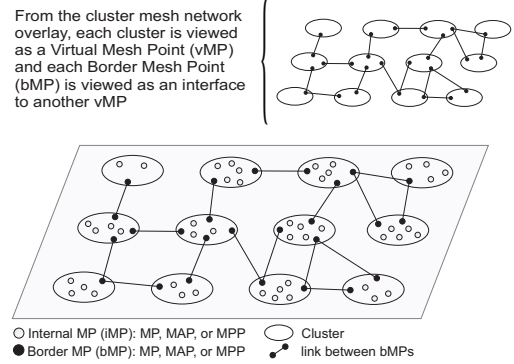 From the cluster mesh network
overlay, each cluster is viewed
as a Virtual Mesh Point (vMP)
and each Border Mesh Point
(bMP) is viewed as an interface
to another vMP
Internal MP (iMP): MP, MAP, or MPP
Cluster
Border MP (bMP): MP, MAP, or MPP
link between bMPs